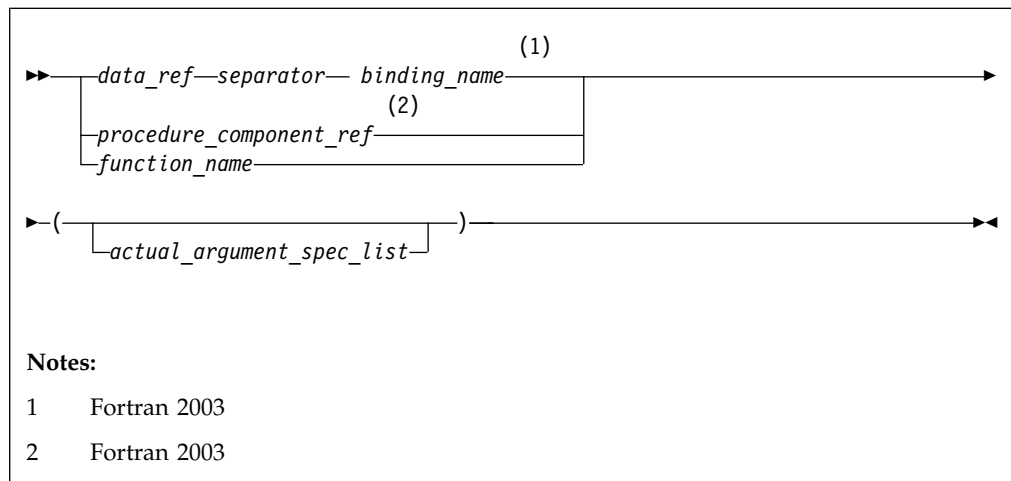 (1)
data_ref separator binding_name
(2)
procedure_component_ref
function_name
( )
actual_argument_spec_list
Notes:
1 Fortran 2003
2 Fortran 2003